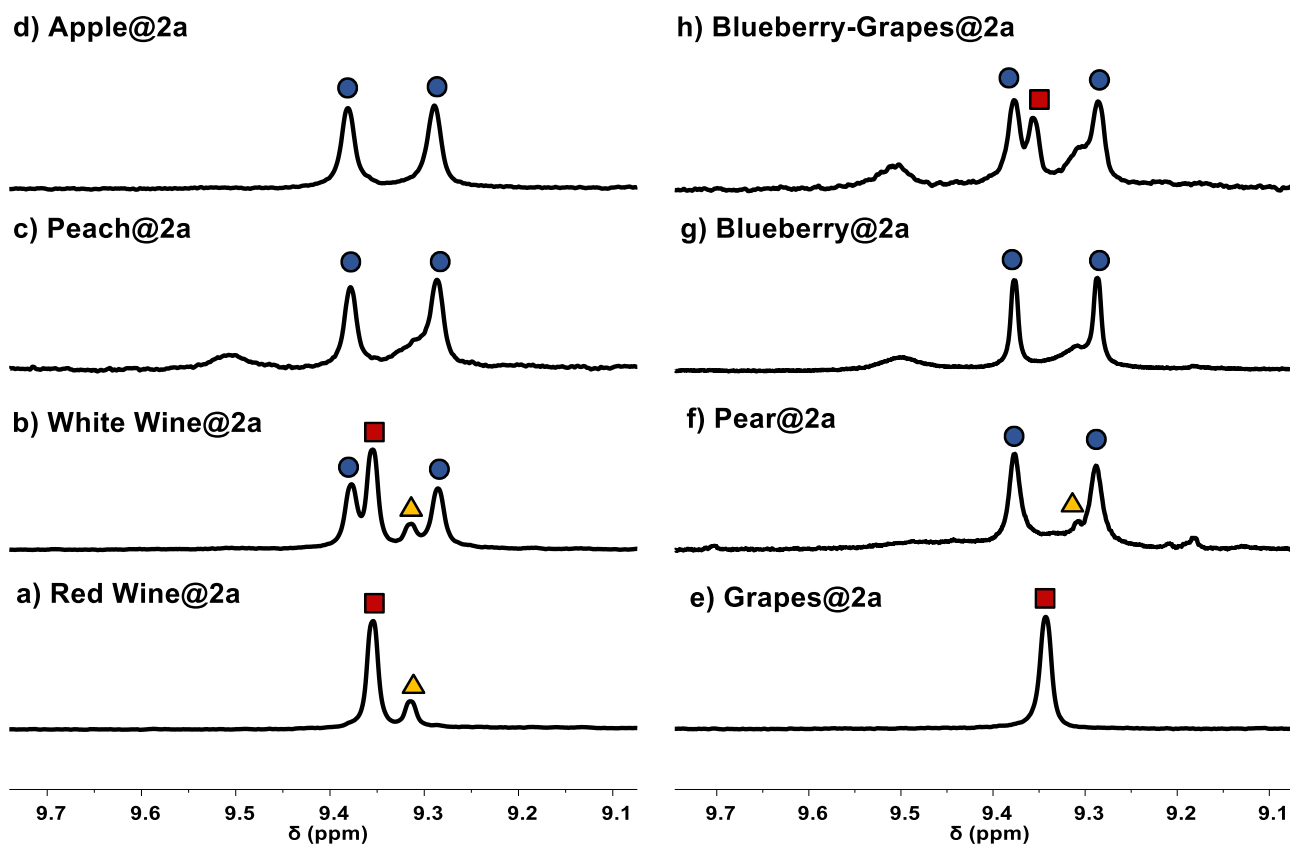 d) Apple@2a
c) Peach@2a
b) White Wine@2a
a) Red Wine@2a
9.7 9.6 9.5 9.4 9.3 9.2
δ (ppm)
h) Blueberry-Grapes@2a
g) Blueberry@2a
f) Pear@2a
e) Grapes@2a
9.7 9.6 9.5 9.4 9.3 9.2 9.1
δ (ppm)